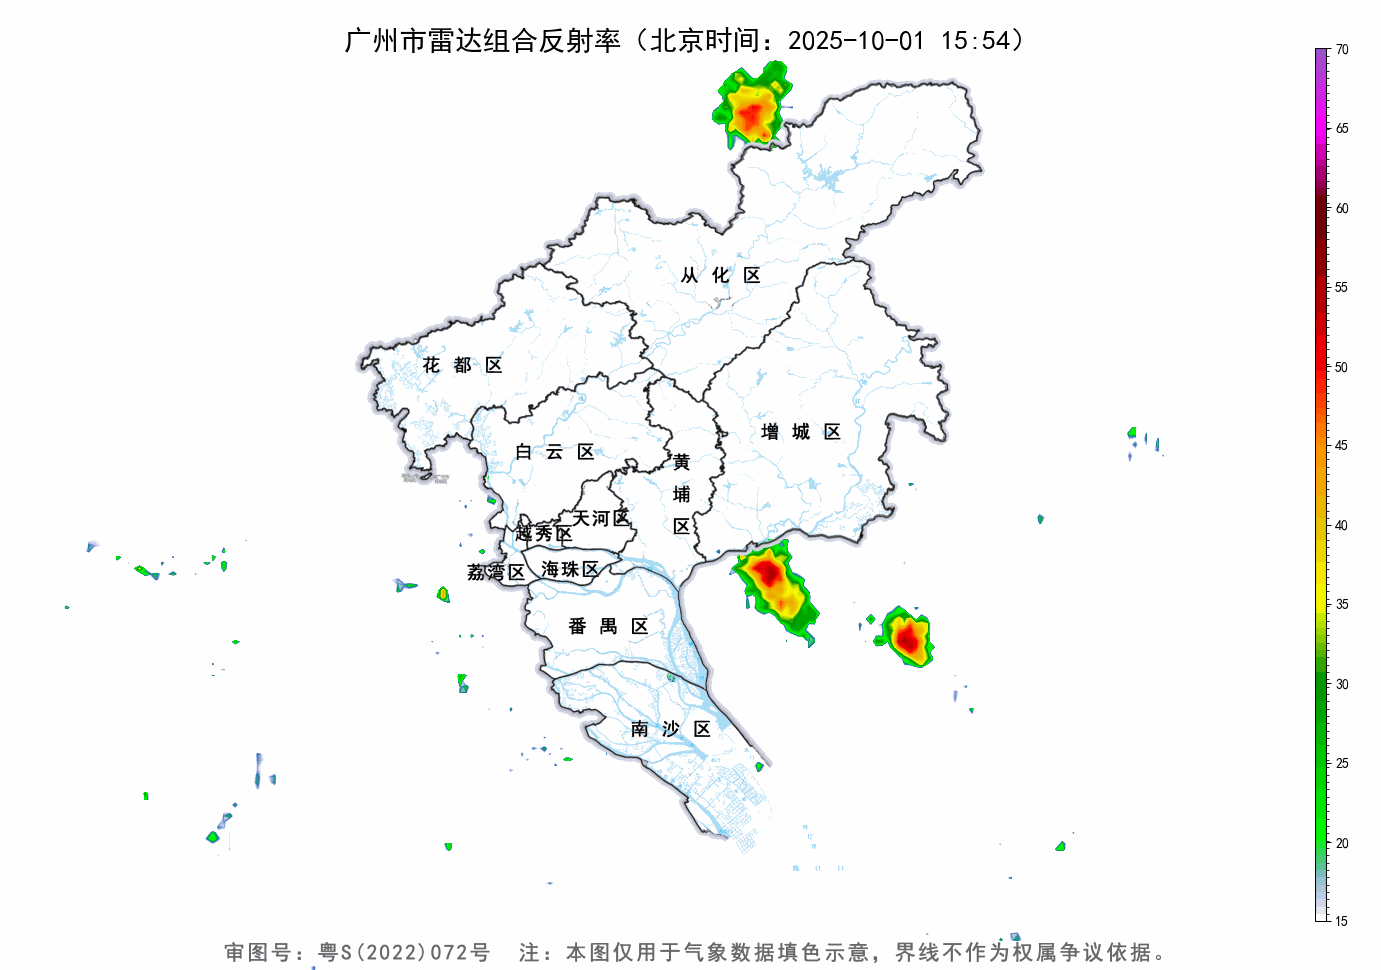 广州市雷达组合反射率（北京时间：2025-10-01 15:54）
70
65
60
55
50
45
40
35
30
25
20
15
从化区
花都区
增城区
白云区
黄埔区
天河区
越秀区
荔湾区
海珠区
番禺区
南沙区
审图号：粤S(2022)072号 注：本图仅用于气象数据填色示意，界线不作为权属争议依据。